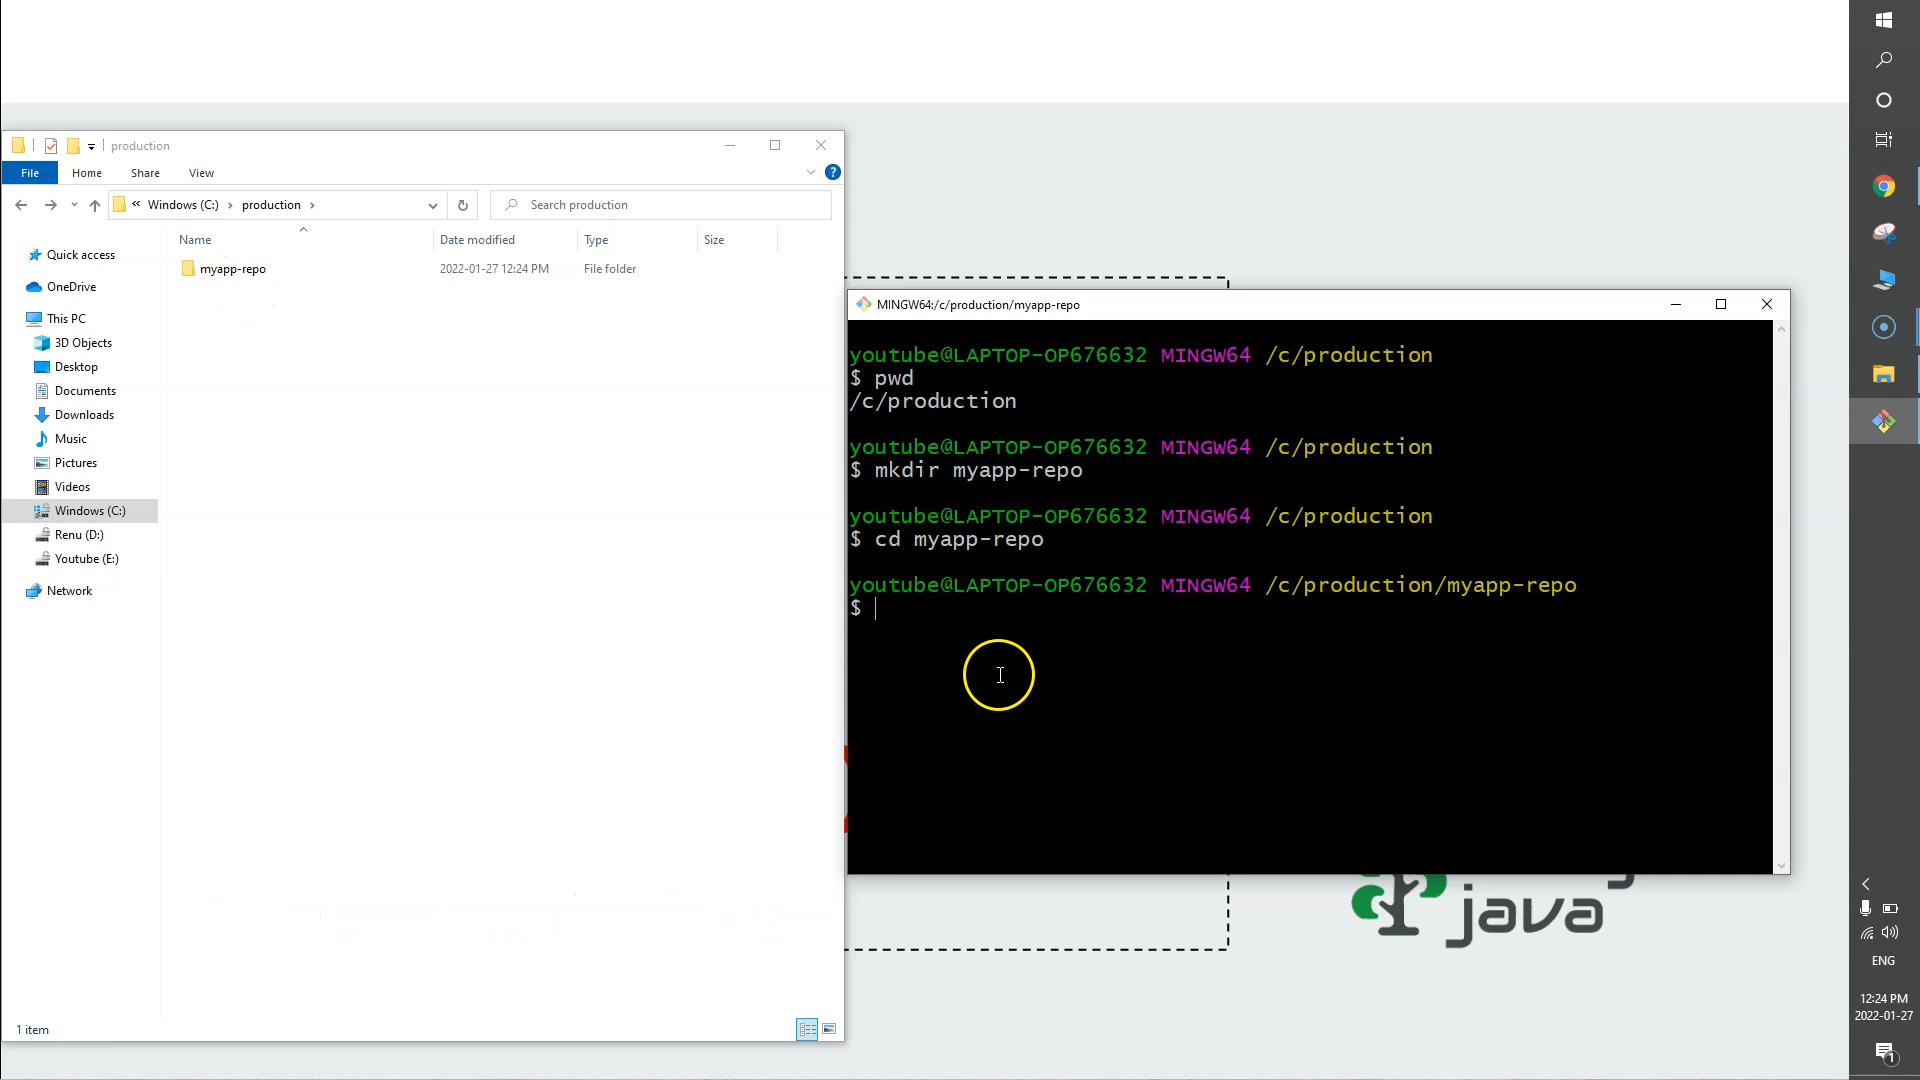 production
File
Home
Share
View
?
« Windows (C:) › production ›
Search production
Name
Date modified
Type
Size
myapp-repo
2022-01-27 12:24 PM
File folder
Quick access
OneDrive
This PC
3D Objects
Desktop
Documents
Downloads
Music
Pictures
Videos
Windows (C:)
Renu (D:)
Youtube (E:)
Network
1 item
MINGW64:/c/production/myapp-repo
youtube@LAPTOP-OP676632 MINGW64 /c/production
$ pwd
/c/production
youtube@LAPTOP-OP676632 MINGW64 /c/production
$ mkdir myapp-repo
youtube@LAPTOP-OP676632 MINGW64 /c/production
$ cd myapp-repo
youtube@LAPTOP-OP676632 MINGW64 /c/production/myapp-repo
$
java
ENG
12:24 PM
2022-01-27
1